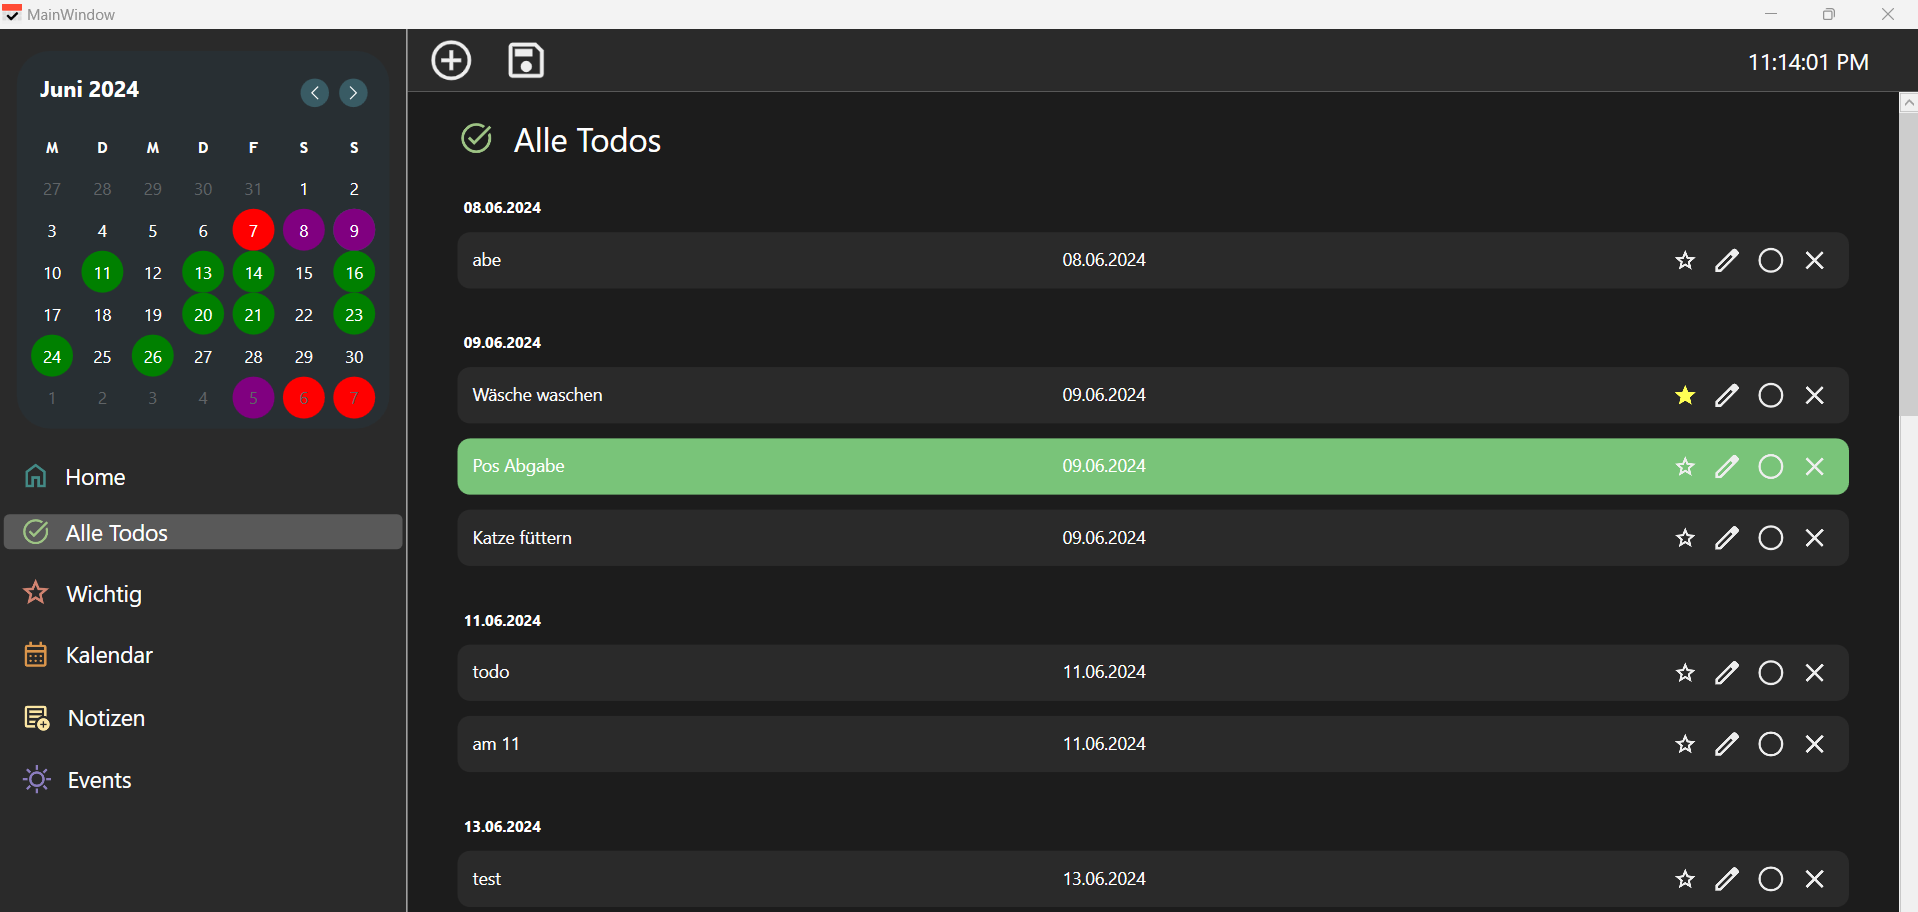 MainWindow
11:14:01 PM
Juni 2024
M D M D F S S
27 28 29 30 31 1 2
3 4 5 6 7 8 9
10 11 12 13 14 15 16
17 18 19 20 21 22 23
24 25 26 27 28 29 30
1 2 3 4 5 6 7
Home
Alle Todos
Wichtig
Kalendar
Notizen
Events
Alle Todos
08.06.2024
abe 08.06.2024
09.06.2024
Wäsche waschen 09.06.2024
Pos Abgabe 09.06.2024
Katze füttern 09.06.2024
11.06.2024
todo 11.06.2024
am 11 11.06.2024
13.06.2024
test 13.06.2024